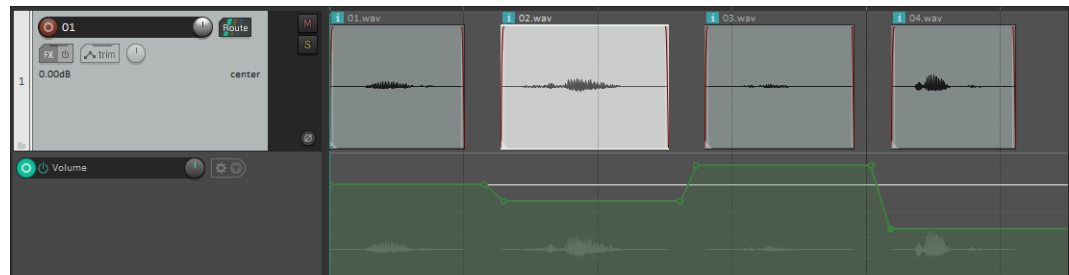 01
Route
M
FX
trim
S
0.00dB
center
1
Volume
i 01.wav
i 02.wav
i 03.wav
i 04.wav